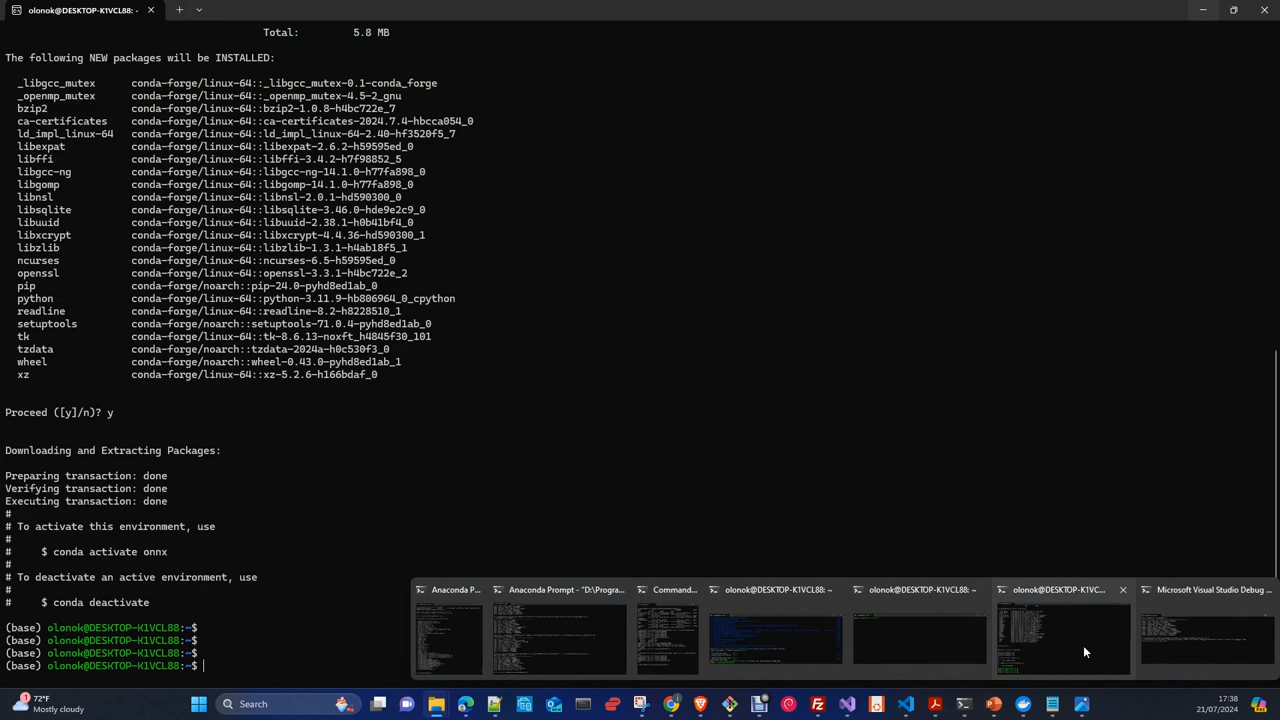 olonok@DESKTOP-K1VCL88: ~
Total: 5.8 MB
The following NEW packages will be INSTALLED:
_libgcc_mutex conda-forge/linux-64::_libgcc_mutex-0.1-conda_forge
_openmp_mutex conda-forge/linux-64::_openmp_mutex-4.5-2_gnu
bzip2 conda-forge/linux-64::bzip2-1.0.8-h4bc722e_7
ca-certificates conda-forge/linux-64::ca-certificates-2024.7.4-hbcca054_0
ld_impl_linux-64 conda-forge/linux-64::ld_impl_linux-64-2.40-hf3520f5_7
libexpat conda-forge/linux-64::libexpat-2.6.2-h59595ed_0
libffi conda-forge/linux-64::libffi-3.4.2-h7f98852_5
libgcc-ng conda-forge/linux-64::libgcc-ng-14.1.0-h77fa898_0
libgomp conda-forge/linux-64::libgomp-14.1.0-h77fa898_0
libnsl conda-forge/linux-64::libnsl-2.0.1-hd590300_0
libsqlite conda-forge/linux-64::libsqlite-3.46.0-hde9e2c9_0
libuuid conda-forge/linux-64::libuuid-2.38.1-h0b41bf4_0
libxcrypt conda-forge/linux-64::libxcrypt-4.4.36-hd590300_1
libzlib conda-forge/linux-64::libzlib-1.3.1-h4ab18f5_1
ncurses conda-forge/linux-64::ncurses-6.5-h59595ed_0
openssl conda-forge/linux-64::openssl-3.3.1-h4bc722e_2
pip conda-forge/noarch::pip-24.0-pyhd8ed1ab_0
python conda-forge/linux-64::python-3.11.9-hb806964_0_cpython
readline conda-forge/linux-64::readline-8.2-h8228510_1
setuptools conda-forge/noarch::setuptools-71.0.4-pyhd8ed1ab_0
tk conda-forge/linux-64::tk-8.6.13-noxft_h4845f30_101
tzdata conda-forge/noarch::tzdata-2024a-h0c530f3_0
wheel conda-forge/noarch::wheel-0.43.0-pyhd8ed1ab_1
xz conda-forge/linux-64::xz-5.2.6-h166bdaf_0
Proceed ([y]/n)? y
Downloading and Extracting Packages:
Preparing transaction: done
Verifying transaction: done
Executing transaction: done
#
# To activate this environment, use
#
# $ conda activate onnx
#
# To deactivate an active environment, use
#
# $ conda deactivate
(base) olonok@DESKTOP-K1VCL88:~$
(base) olonok@DESKTOP-K1VCL88:~$
(base) olonok@DESKTOP-K1VCL88:~$
(base) olonok@DESKTOP-K1VCL88:~$
Anaconda P... Anaconda Prompt - "D:\Progra... Command... olonok@DESKTOP-K1VCL88: ~ olonok@DESKTOP-K1VCL88: ~ olonok@DESKTOP-K1VC... Microsoft Visual Studio Debug ...
72°F
Mostly cloudy
Search
17:38
21/07/2024